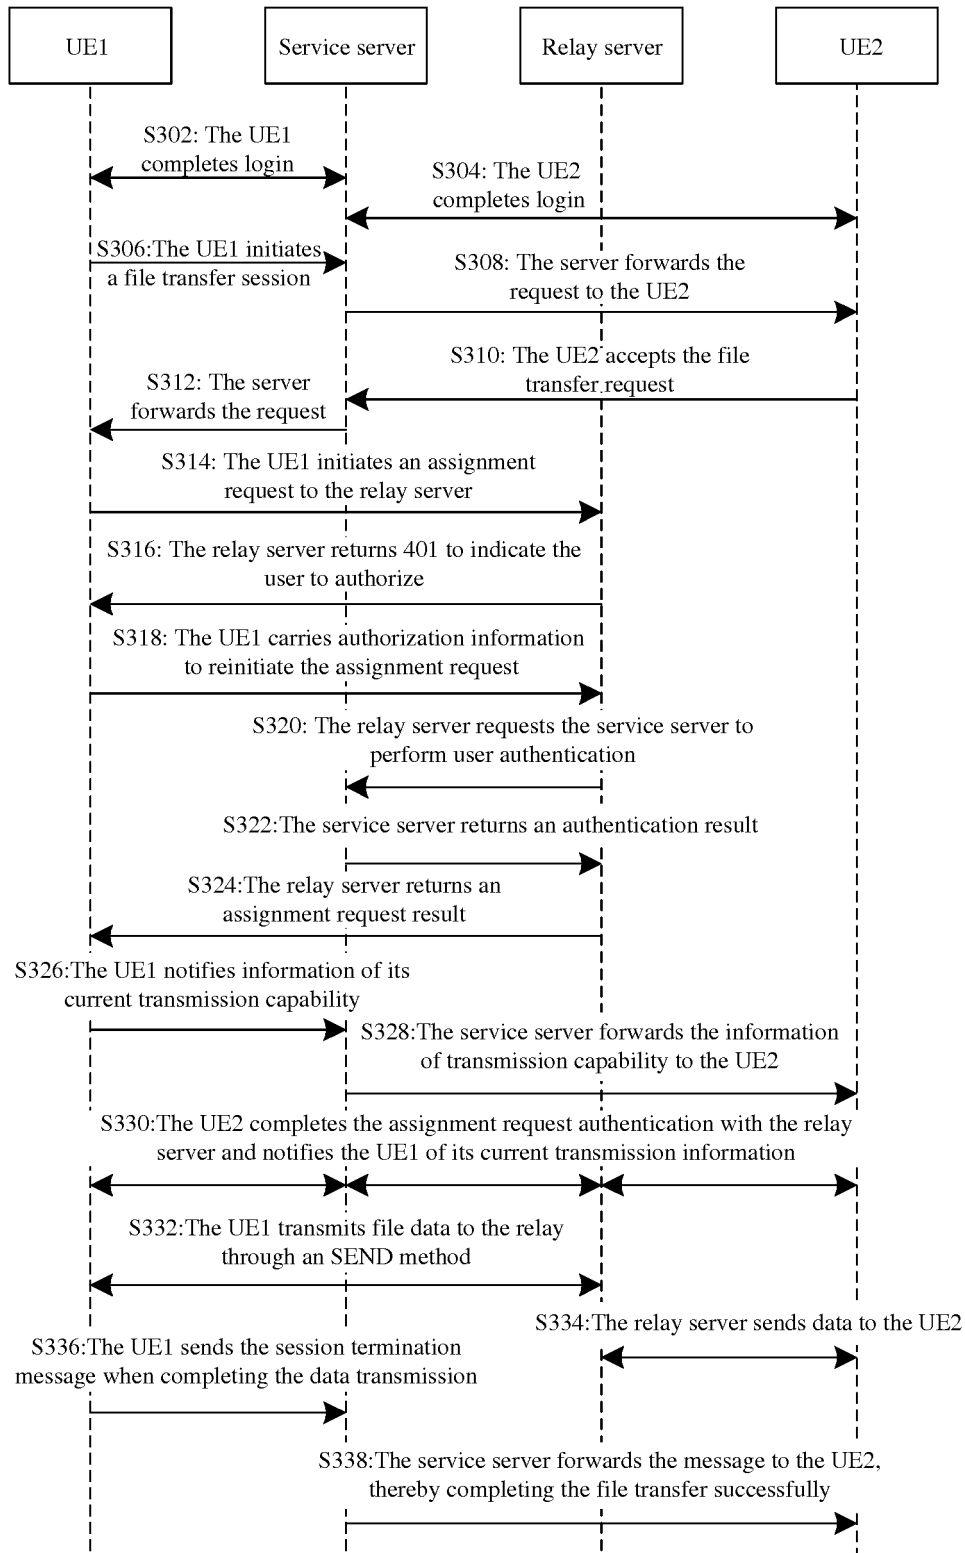 UE1
Service server
Relay server
UE2
S302: The UE1
completes login
S304: The UE2
completes login
S306:The UE1 initiates
a file transfer session
S308: The server forwards the
request to the UE2
S310: The UE2 accepts the file
transfer request
S312: The server
forwards the request
S314: The UE1 initiates an assignment
request to the relay server
S316: The relay server returns 401 to indicate the
user to authorize
S318: The UE1 carries authorization information
to reinitiate the assignment request
S320: The relay server requests the service server to
perform user authentication
S322:The service server returns an authentication result
S324:The relay server returns an
assignment request result
S326:The UE1 notifies information of its
current transmission capability
S328:The service server forwards the information
of transmission capability to the UE2
S330:The UE2 completes the assignment request authentication with the relay
server and notifies the UE1 of its current transmission information
S332:The UE1 transmits file data to the relay
through an SEND method
S334:The relay server sends data to the UE2
S336:The UE1 sends the session termination
message when completing the data transmission
S338:The service server forwards the message to the UE2,
thereby completing the file transfer successfully